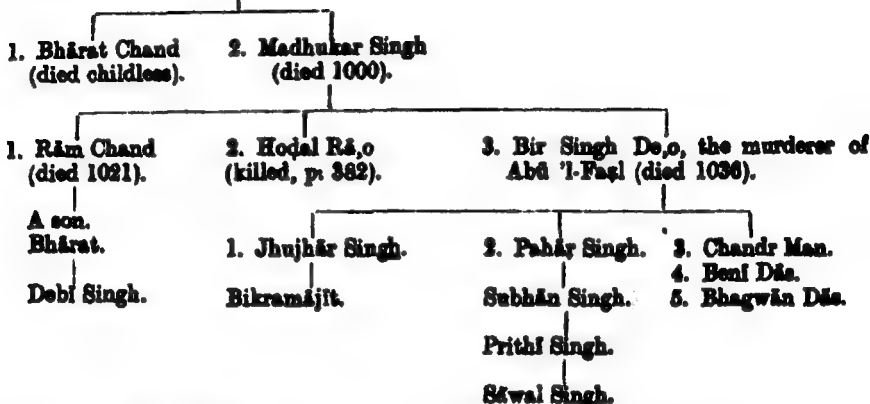 1. Bhārat Chand 2. Madhukar Singh
(died childless). (died 1000).
1. Rām Chand 2. Hoḍal Rā,o 3. Bīr Singh De,o, the murderer of
(died 1021). (killed, p. 382). Abū 'l-Faẓl (died 1036).
A son.
Bhārat. 1. Jhujhār Singh. 2. Pahār Singh. 3. Chandr Man.
4. Benī Dās.
Debī Singh. Bikramājīt. Subhān Singh. 5. Bhagwān Dās.
Prithī Singh.
Sāwal Singh.